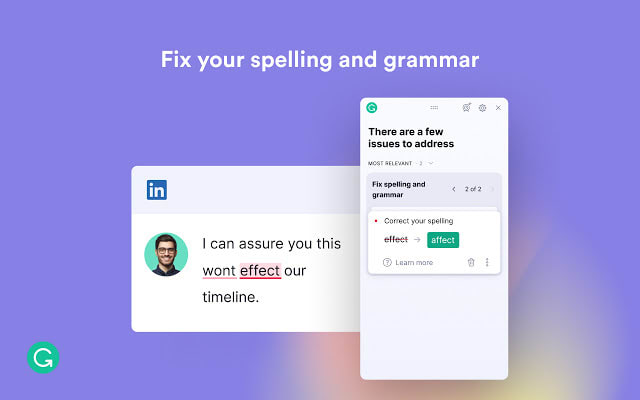 Fix your spelling and grammar
There are a few
issues to address
MOST RELEVANT · 2
Fix spelling and
grammar
2 of 2
Correct your spelling
effect → affect
Learn more
in
I can assure you this
wont effect our
timeline.